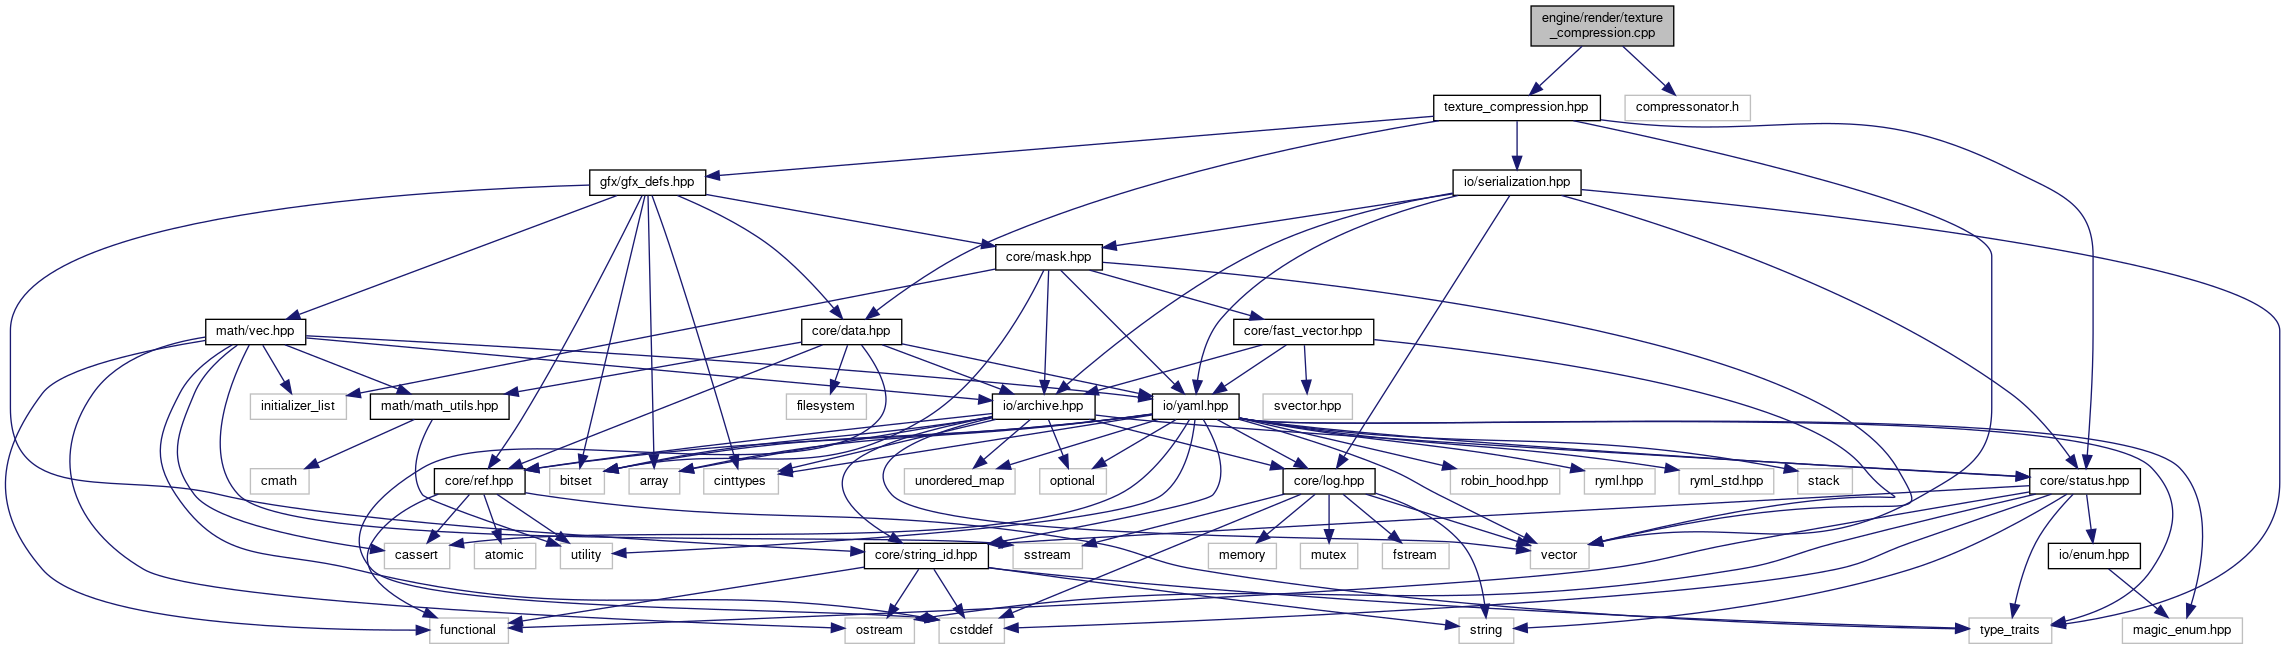 engine/render/texture
_compression.cpp
texture_compression.hpp
compressonator.h
gfx/gfx_defs.hpp
io/serialization.hpp
core/mask.hpp
math/vec.hpp
core/data.hpp
core/fast_vector.hpp
initializer_list
math/math_utils.hpp
filesystem
io/archive.hpp
io/yaml.hpp
svector.hpp
cmath
core/ref.hpp
bitset
array
cinttypes
unordered_map
optional
core/log.hpp
robin_hood.hpp
ryml.hpp
ryml_std.hpp
stack
core/status.hpp
cassert
atomic
utility
core/string_id.hpp
sstream
memory
mutex
fstream
vector
io/enum.hpp
functional
ostream
cstddef
string
type_traits
magic_enum.hpp